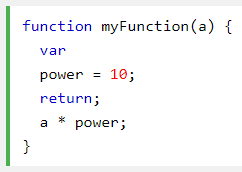 function myFunction(a) {
  var
  power = 10;
  return;
  a * power;
}